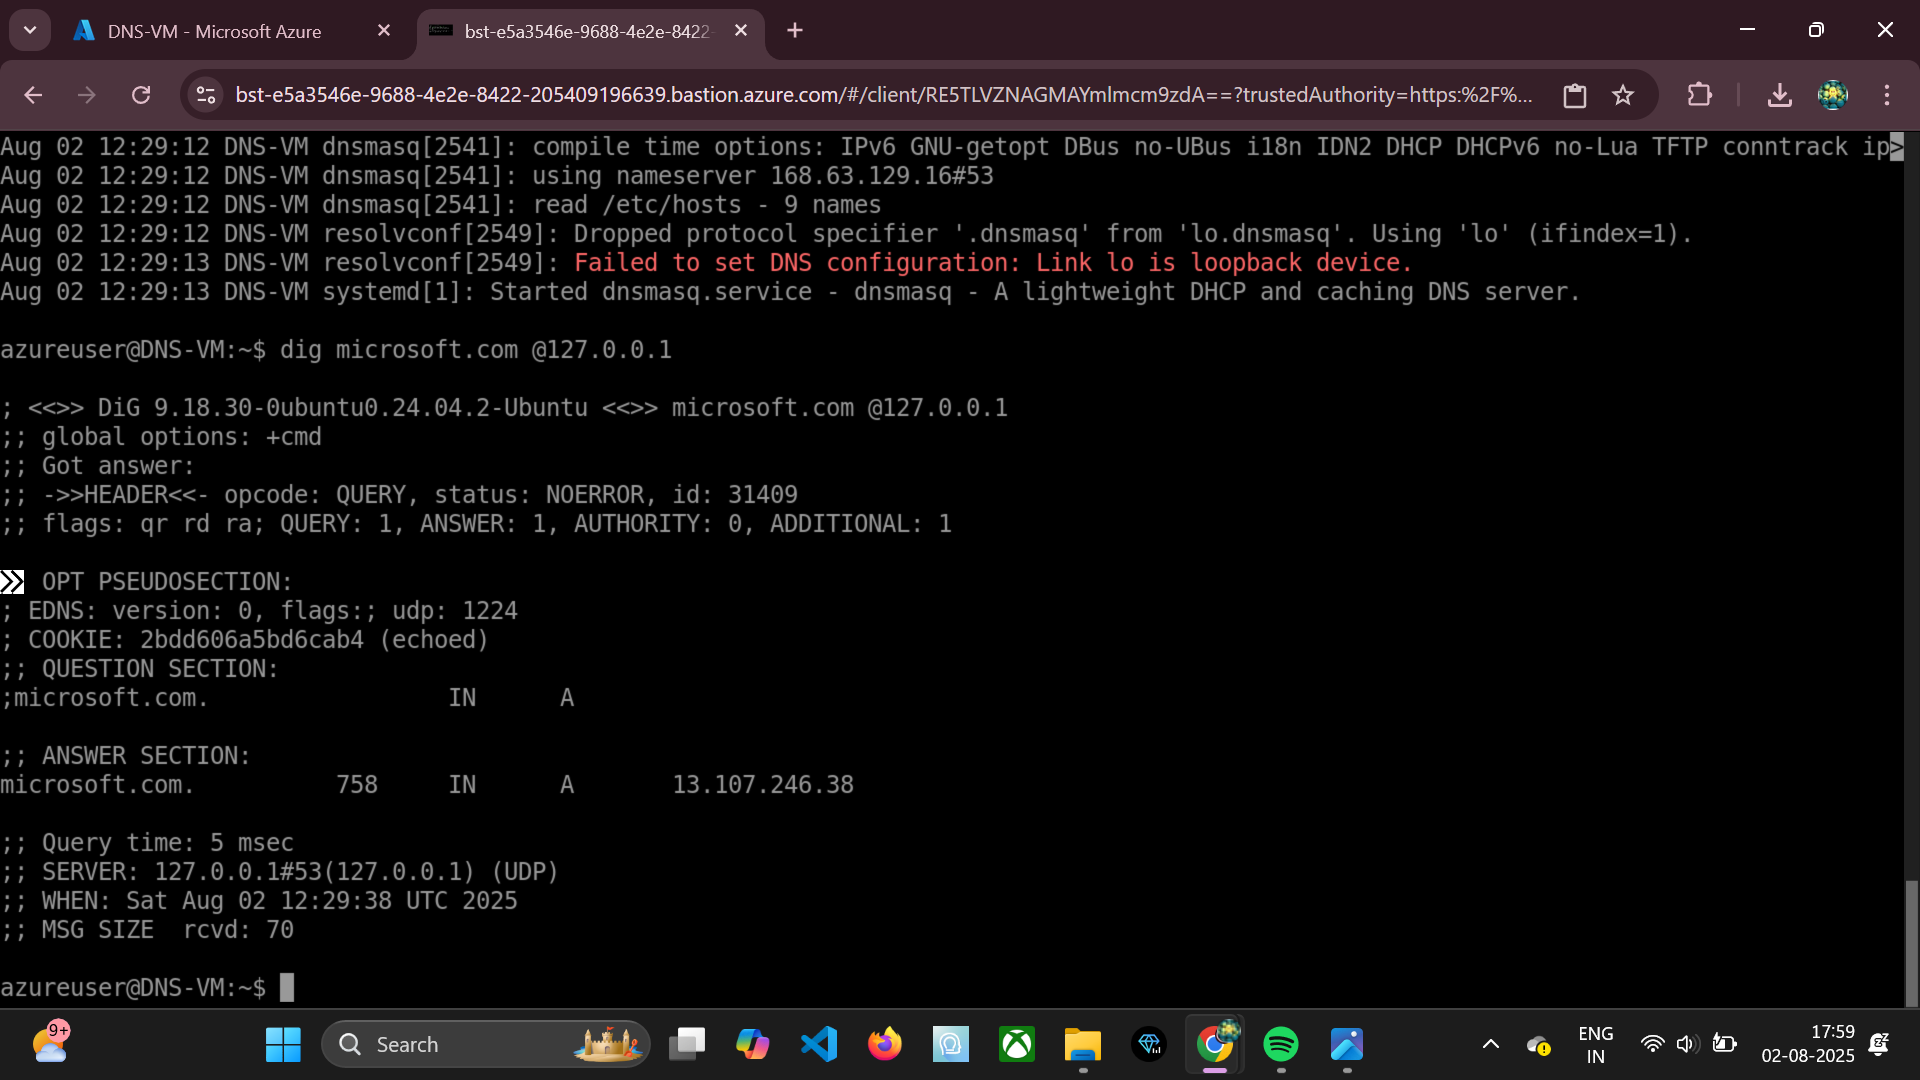 DNS-VM - Microsoft Azure
bst-e5a3546e-9688-4e2e-8422-
bst-e5a3546e-9688-4e2e-8422-205409196639.bastion.azure.com/#/client/RE5TLVZNAGMAYmlmcm9zdA==?trustedAuthority=https:%2F%...
Aug 02 12:29:12 DNS-VM dnsmasq[2541]: compile time options: IPv6 GNU-getopt DBus no-UBus i18n IDN2 DHCP DHCPv6 no-Lua TFTP conntrack ip>
Aug 02 12:29:12 DNS-VM dnsmasq[2541]: using nameserver 168.63.129.16#53
Aug 02 12:29:12 DNS-VM dnsmasq[2541]: read /etc/hosts - 9 names
Aug 02 12:29:12 DNS-VM resolvconf[2549]: Dropped protocol specifier '.dnsmasq' from 'lo.dnsmasq'. Using 'lo' (ifindex=1).
Aug 02 12:29:13 DNS-VM resolvconf[2549]: Failed to set DNS configuration: Link lo is loopback device.
Aug 02 12:29:13 DNS-VM systemd[1]: Started dnsmasq.service - dnsmasq - A lightweight DHCP and caching DNS server.
azureuser@DNS-VM:~$ dig microsoft.com @127.0.0.1
; <<>> DiG 9.18.30-0ubuntu0.24.04.2-Ubuntu <<>> microsoft.com @127.0.0.1
;; global options: +cmd
;; Got answer:
;; ->>HEADER<<- opcode: QUERY, status: NOERROR, id: 31409
;; flags: qr rd ra; QUERY: 1, ANSWER: 1, AUTHORITY: 0, ADDITIONAL: 1
>> OPT PSEUDOSECTION:
; EDNS: version: 0, flags:; udp: 1224
; COOKIE: 2bdd606a5bd6cab4 (echoed)
;; QUESTION SECTION:
;microsoft.com. IN A
;; ANSWER SECTION:
microsoft.com. 758 IN A 13.107.246.38
;; Query time: 5 msec
;; SERVER: 127.0.0.1#53(127.0.0.1) (UDP)
;; WHEN: Sat Aug 02 12:29:38 UTC 2025
;; MSG SIZE rcvd: 70
azureuser@DNS-VM:~$
9+
Search
ENG
IN
17:59
02-08-2025